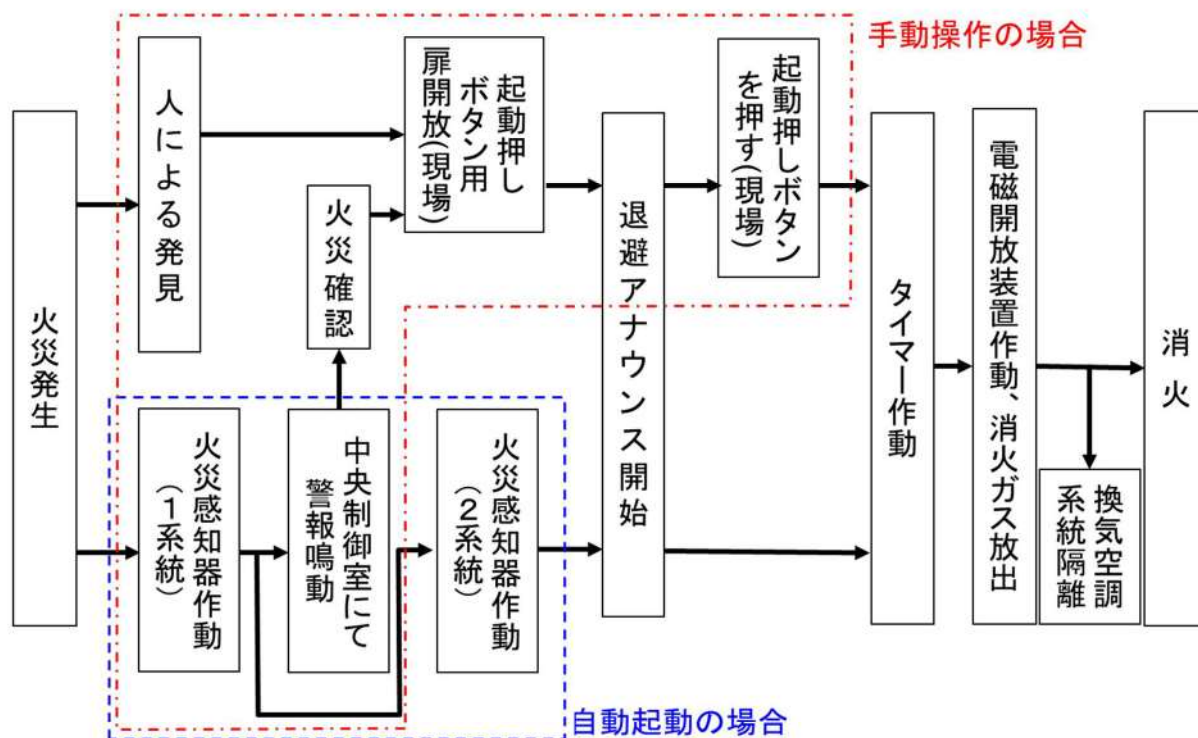 手動操作の場合
火災発生
人による発見
起動押し
ボタン用
扉開放(現場)
火災確認
火災感知器作動
(1系統)
中央制御室にて
警報鳴動
火災感知器作動
(2系統)
退避アナウンス開始
起動押しボタン
を押す(現場)
タイマー作動
電磁開放装置作動、消火ガス放出
換気空調
系統隔離
消火
自動起動の場合